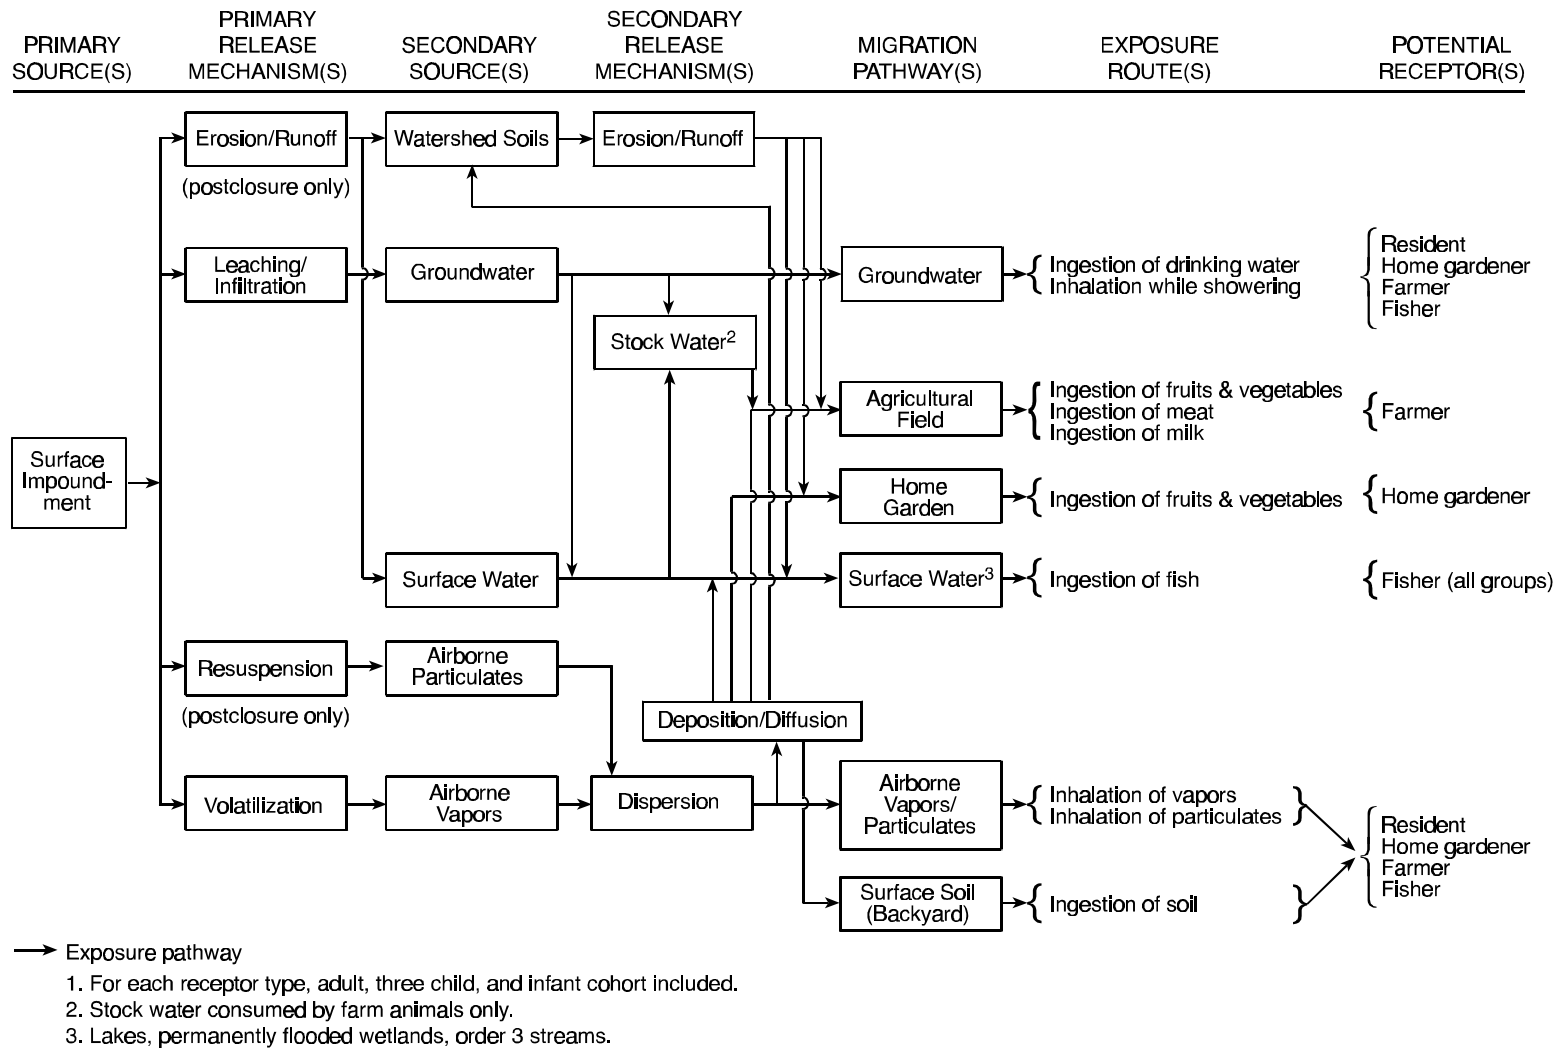 PRIMARY
SOURCE(S)
PRIMARY
RELEASE
MECHANISM(S)
SECONDARY
SOURCE(S)
SECONDARY
RELEASE
MECHANISM(S)
MIGRATION
PATHWAY(S)
EXPOSURE
ROUTE(S)
POTENTIAL
RECEPTOR(S)
Erosion/Runoff
(postclosure only)
Watershed Soils
Erosion/Runoff
Leaching/
Infiltration
Groundwater
Groundwater
Ingestion of drinking water
Inhalation while showering
Resident
Home gardener
Farmer
Fisher
Stock Water2
Agricultural
Field
Ingestion of fruits & vegetables
Ingestion of meat
Ingestion of milk
Farmer
Surface
Impound-
ment
Home
Garden
Ingestion of fruits & vegetables
Home gardener
Surface Water
Surface Water3
Ingestion of fish
Fisher (all groups)
Resuspension
(postclosure only)
Airborne
Particulates
Deposition/Diffusion
Volatilization
Airborne
Vapors
Dispersion
Airborne
Vapors/
Particulates
Inhalation of vapors
Inhalation of particulates
Resident
Home gardener
Farmer
Fisher
Surface Soil
(Backyard)
Ingestion of soil
Exposure pathway
1. For each receptor type, adult, three child, and infant cohort included.
2. Stock water consumed by farm animals only.
3. Lakes, permanently flooded wetlands, order 3 streams.